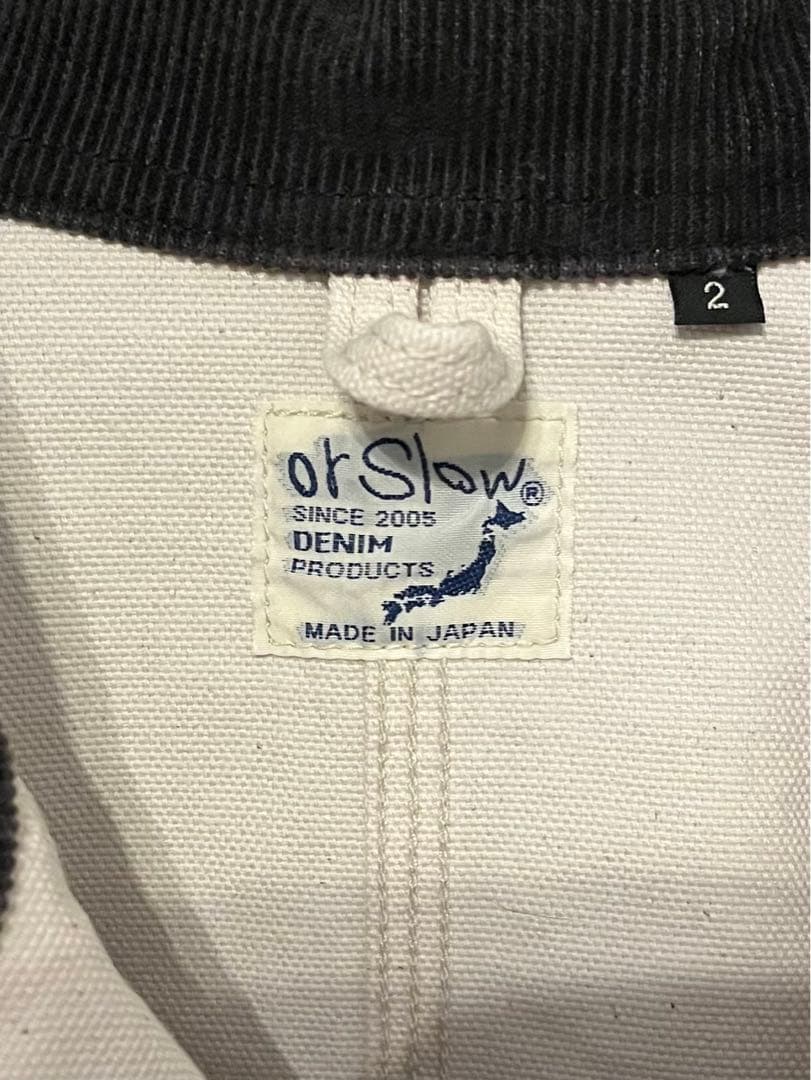 2
orSlow®
SINCE 2005
DENIM
PRODUCTS
MADE IN JAPAN